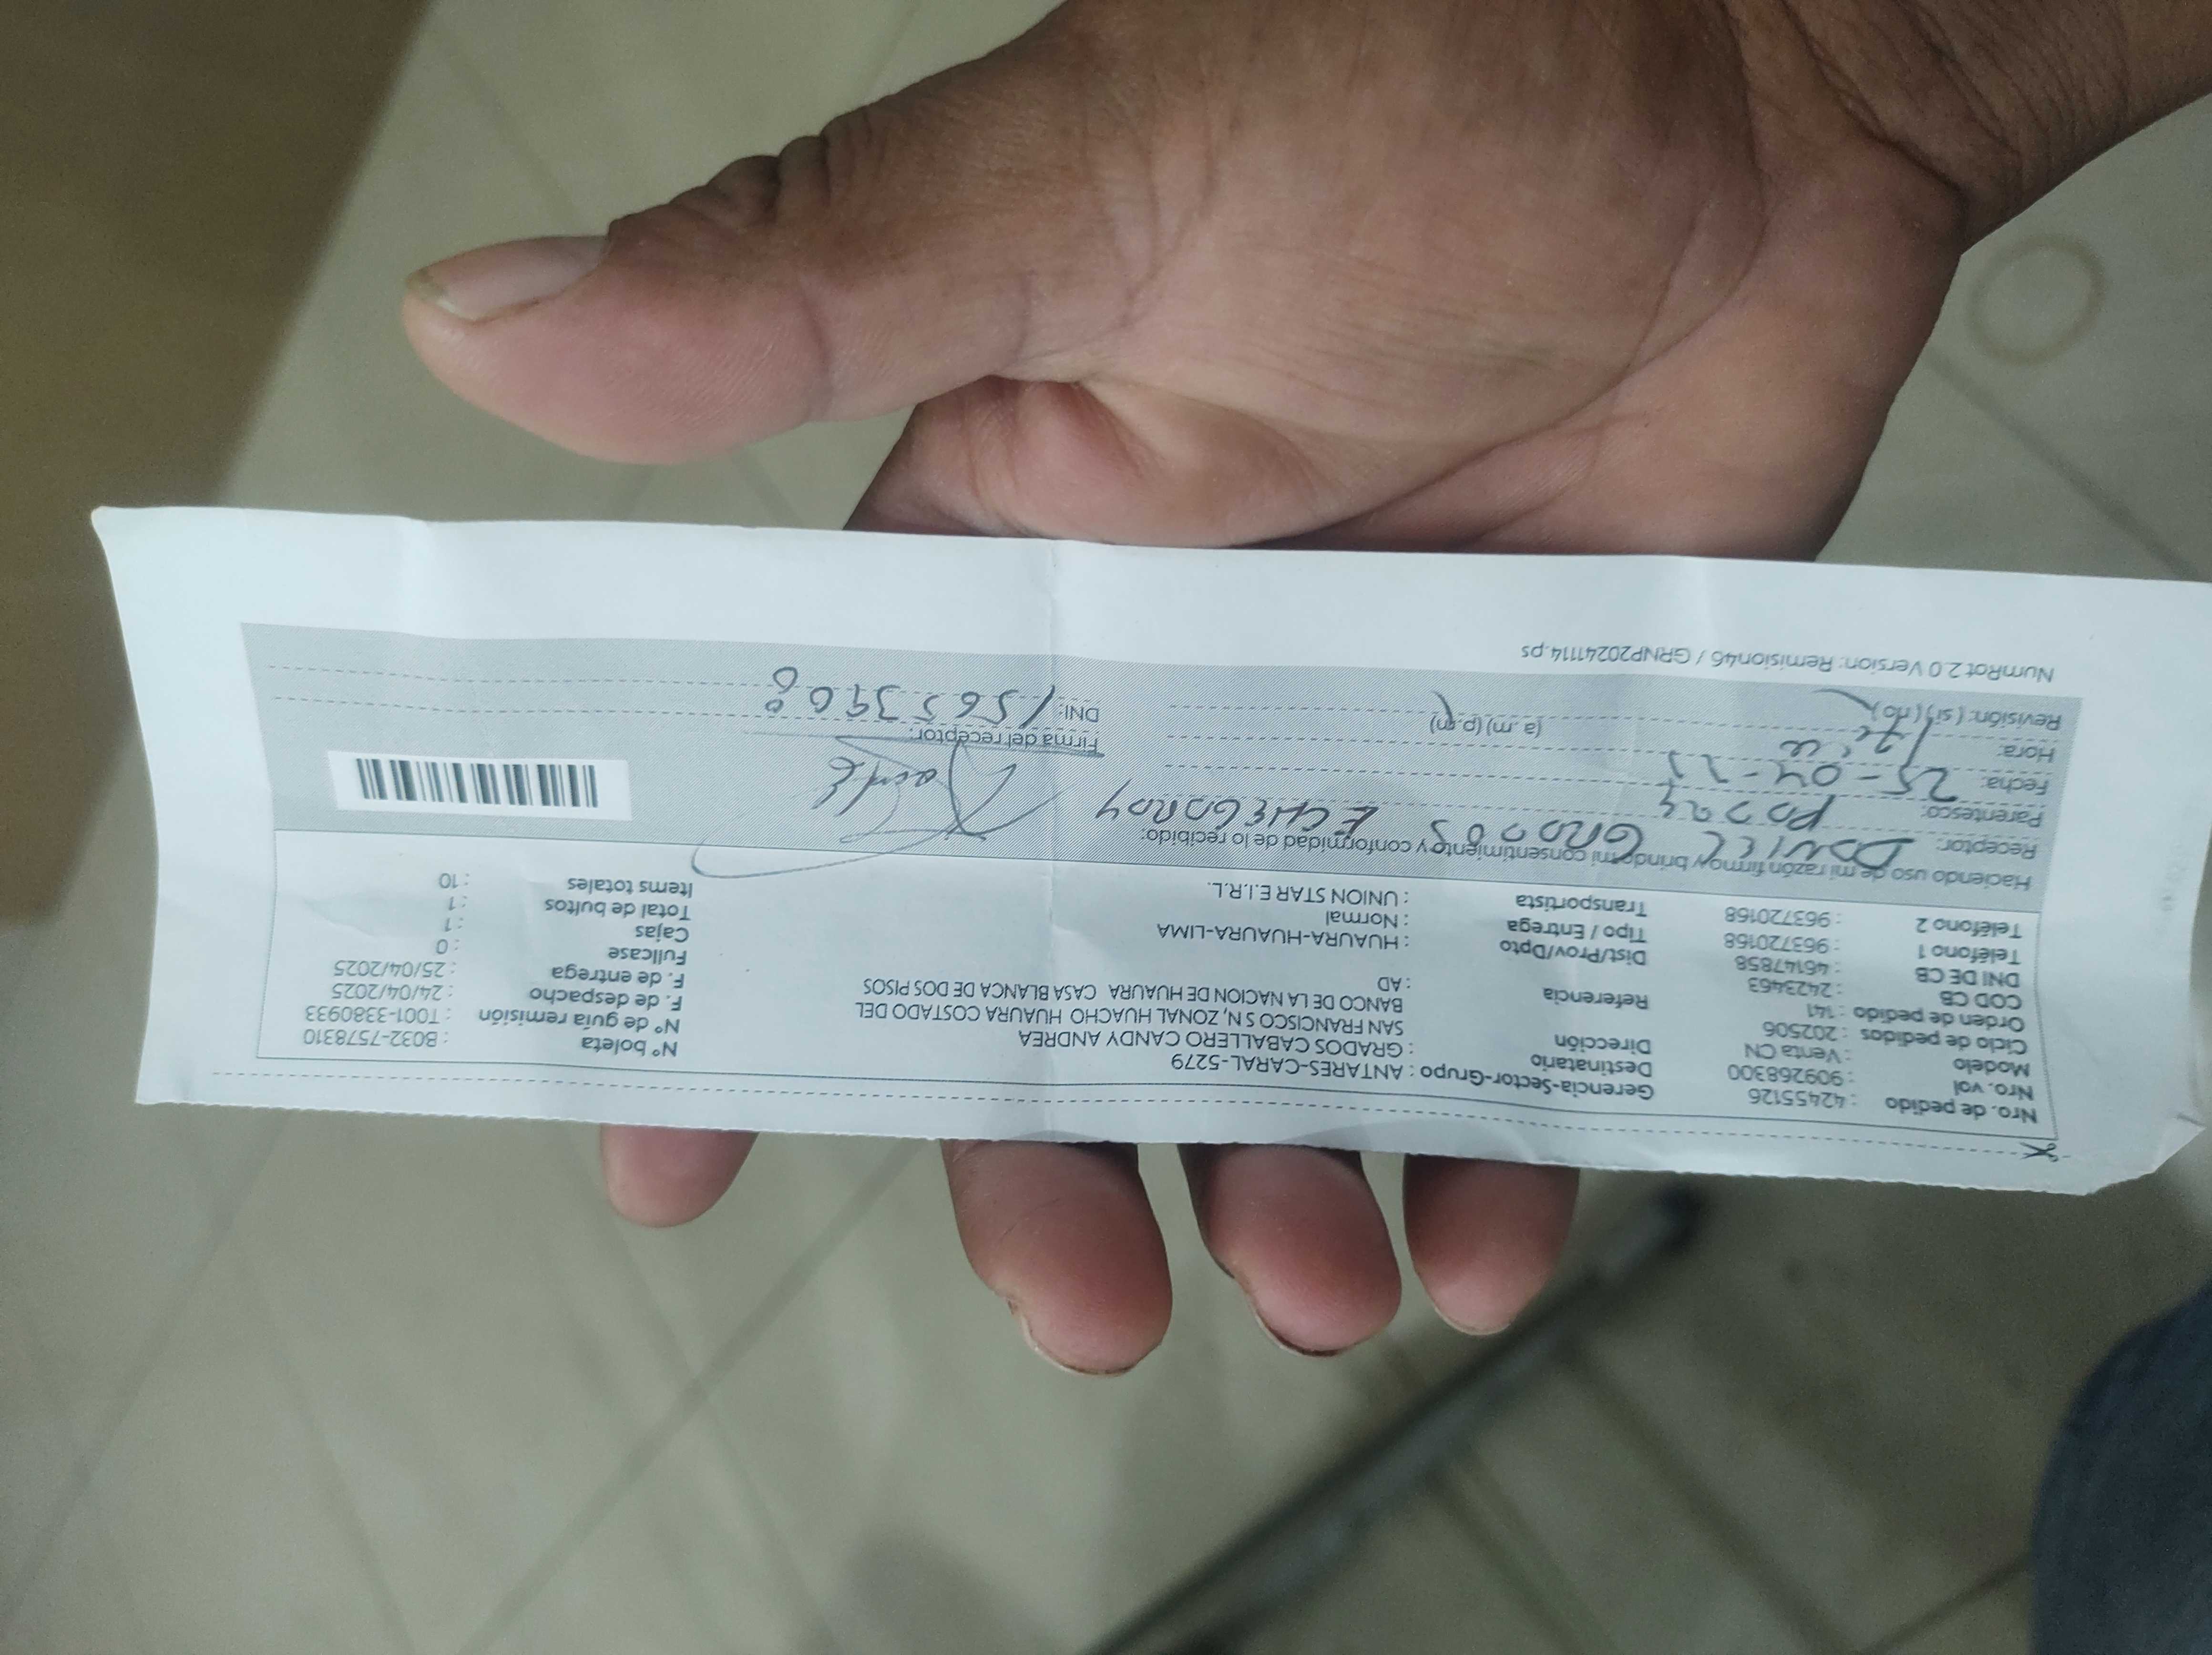 Nro. de pedido : 42455126
Nro. vol : 909268300
Modelo : Venta CN
Ciclo de pedidos : 202506
Orden de pedido : 141
COD CB : 2423463
DNI DE CB : 46147858
Teléfono 1 : 963720168
Teléfono 2 : 963720168
Gerencia-Sector-Grupo : ANTARES-CARAL-5279
Destinatario : GRADOS CABALLERO CANDY ANDREA
Dirección SAN FRANCISCO S N, ZONAL HUACHO HUAURA COSTADO DEL
BANCO DE LA NACION DE HUAURA CASA BLANCA DE DOS PISOS
Referencia : AD
Dist/Prov/Dpto : HUAURA-HUAURA-LIMA
Tipo / Entrega : Normal
Transportista : UNION STAR E.I.R.L.
N° boleta : B032-7578310
N° de guía remisión : T001-3380933
F. de despacho : 24/04/2025
F. de entrega : 25/04/2025
Fullcase : 0
Cajas : 1
Total de bultos : 1
Items totales : 10
Haciendo uso de mi razón firmo y brindo mi consentimiento y conformidad de lo recibido:
Receptor: GRADOS ECHEGARAY
Parentesco:
Fecha: 25-04-25
Hora: (a.m) (p.m)
Revisión: (si) (no)
Firma del receptor:
DNI: 15653908
NumRot 2.0 Version: Remision46 / GRNP20241114.ps